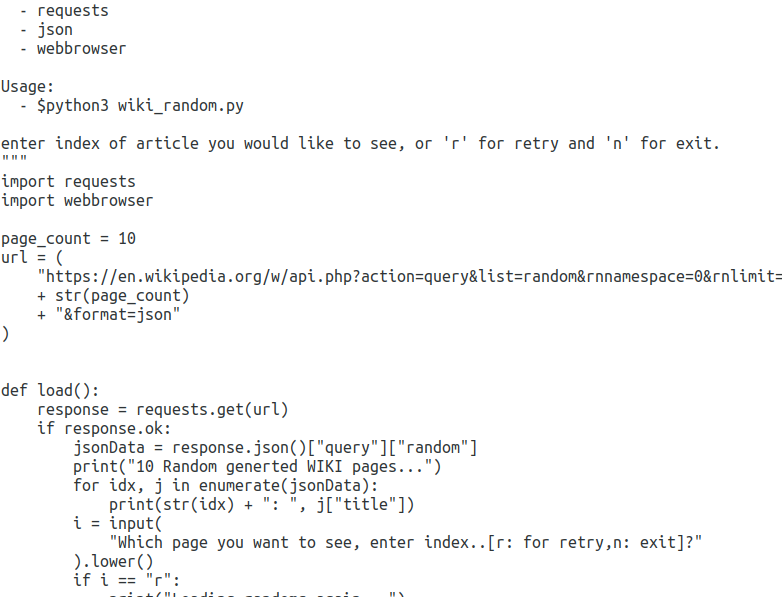 - requests
  - json
  - webbrowser

Usage:
  - $python3 wiki_random.py

enter index of article you would like to see, or 'r' for retry and 'n' for exit.
"""
import requests
import webbrowser

page_count = 10
url = (
    "https://en.wikipedia.org/w/api.php?action=query&list=random&rnnamespace=0&rnlimit=
    + str(page_count)
    + "&format=json"
)


def load():
    response = requests.get(url)
    if response.ok:
        jsonData = response.json()["query"]["random"]
        print("10 Random generted WIKI pages...")
        for idx, j in enumerate(jsonData):
            print(str(idx) + ": ", j["title"])
        i = input(
            "Which page you want to see, enter index..[r: for retry,n: exit]?"
        ).lower()
        if i == "r":